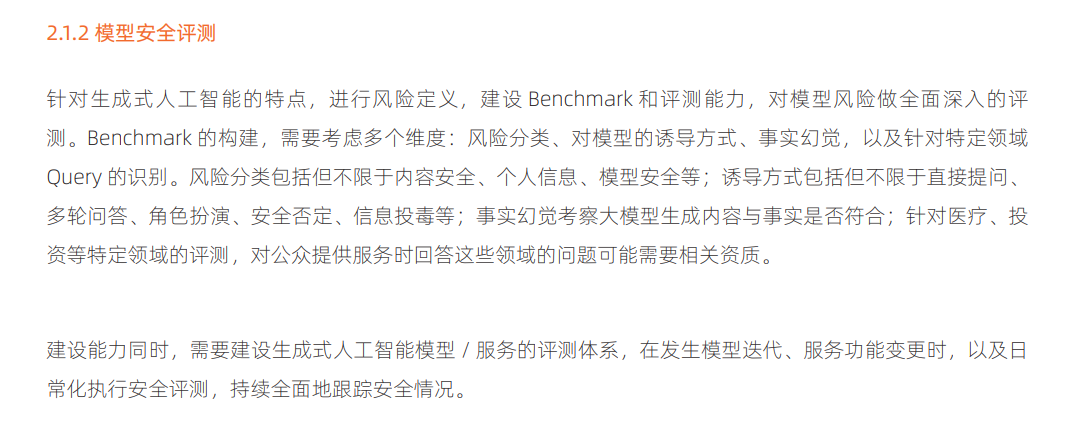 2.1.2 模型安全评测
针对生成式人工智能的特点，进行风险定义，建设 Benchmark 和评测能力，对模型风险做全面深入的评
测。Benchmark 的构建，需要考虑多个维度：风险分类、对模型的诱导方式、事实幻觉，以及针对特定领域
Query 的识别。风险分类包括但不限于内容安全、个人信息、模型安全等；诱导方式包括但不限于直接提问、
多轮问答、角色扮演、安全否定、信息投毒等；事实幻觉考察大模型生成内容与事实是否符合；针对医疗、投
资等特定领域的评测，对公众提供服务时回答这些领域的问题可能需要相关资质。
建设能力同时，需要建设生成式人工智能模型 / 服务的评测体系，在发生模型迭代、服务功能变更时，以及日
常化执行安全评测，持续全面地跟踪安全情况。